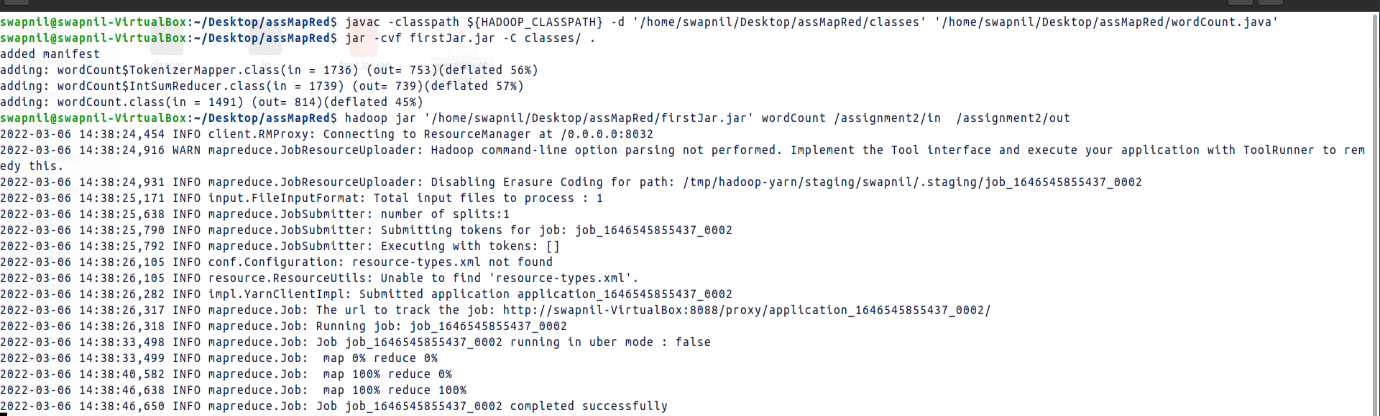 swapnil@swapnil-VirtualBox:~/Desktop/assMapRed$ javac -classpath ${HADOOP_CLASSPATH} -d '/home/swapnil/Desktop/assMapRed/classes' '/home/swapnil/Desktop/assMapRed/wordCount.java'
swapnil@swapnil-VirtualBox:~/Desktop/assMapRed$ jar -cvf firstJar.jar -C classes/ .
added manifest
adding: wordCount$TokenizerMapper.class(in = 1736) (out= 753)(deflated 56%)
adding: wordCount$IntSumReducer.class(in = 1739) (out= 739)(deflated 57%)
adding: wordCount.class(in = 1491) (out= 814)(deflated 45%)
swapnil@swapnil-VirtualBox:~/Desktop/assMapRed$ hadoop jar '/home/swapnil/Desktop/assMapRed/firstJar.jar' wordCount /assignment2/in  /assignment2/out
2022-03-06 14:38:24,454 INFO client.RMProxy: Connecting to ResourceManager at /0.0.0.0:8032
2022-03-06 14:38:24,916 WARN mapreduce.JobResourceUploader: Hadoop command-line option parsing not performed. Implement the Tool interface and execute your application with ToolRunner to rem
edy this.
2022-03-06 14:38:24,931 INFO mapreduce.JobResourceUploader: Disabling Erasure Coding for path: /tmp/hadoop-yarn/staging/swapnil/.staging/job_1646545855437_0002
2022-03-06 14:38:25,171 INFO input.FileInputFormat: Total input files to process : 1
2022-03-06 14:38:25,638 INFO mapreduce.JobSubmitter: number of splits:1
2022-03-06 14:38:25,790 INFO mapreduce.JobSubmitter: Submitting tokens for job: job_1646545855437_0002
2022-03-06 14:38:25,792 INFO mapreduce.JobSubmitter: Executing with tokens: []
2022-03-06 14:38:26,105 INFO conf.Configuration: resource-types.xml not found
2022-03-06 14:38:26,105 INFO resource.ResourceUtils: Unable to find 'resource-types.xml'.
2022-03-06 14:38:26,282 INFO impl.YarnClientImpl: Submitted application application_1646545855437_0002
2022-03-06 14:38:26,317 INFO mapreduce.Job: The url to track the job: http://swapnil-VirtualBox:8088/proxy/application_1646545855437_0002/
2022-03-06 14:38:26,318 INFO mapreduce.Job: Running job: job_1646545855437_0002
2022-03-06 14:38:33,498 INFO mapreduce.Job: Job job_1646545855437_0002 running in uber mode : false
2022-03-06 14:38:33,499 INFO mapreduce.Job:  map 0% reduce 0%
2022-03-06 14:38:40,582 INFO mapreduce.Job:  map 100% reduce 0%
2022-03-06 14:38:46,638 INFO mapreduce.Job:  map 100% reduce 100%
2022-03-06 14:38:46,650 INFO mapreduce.Job: Job job_1646545855437_0002 completed successfully